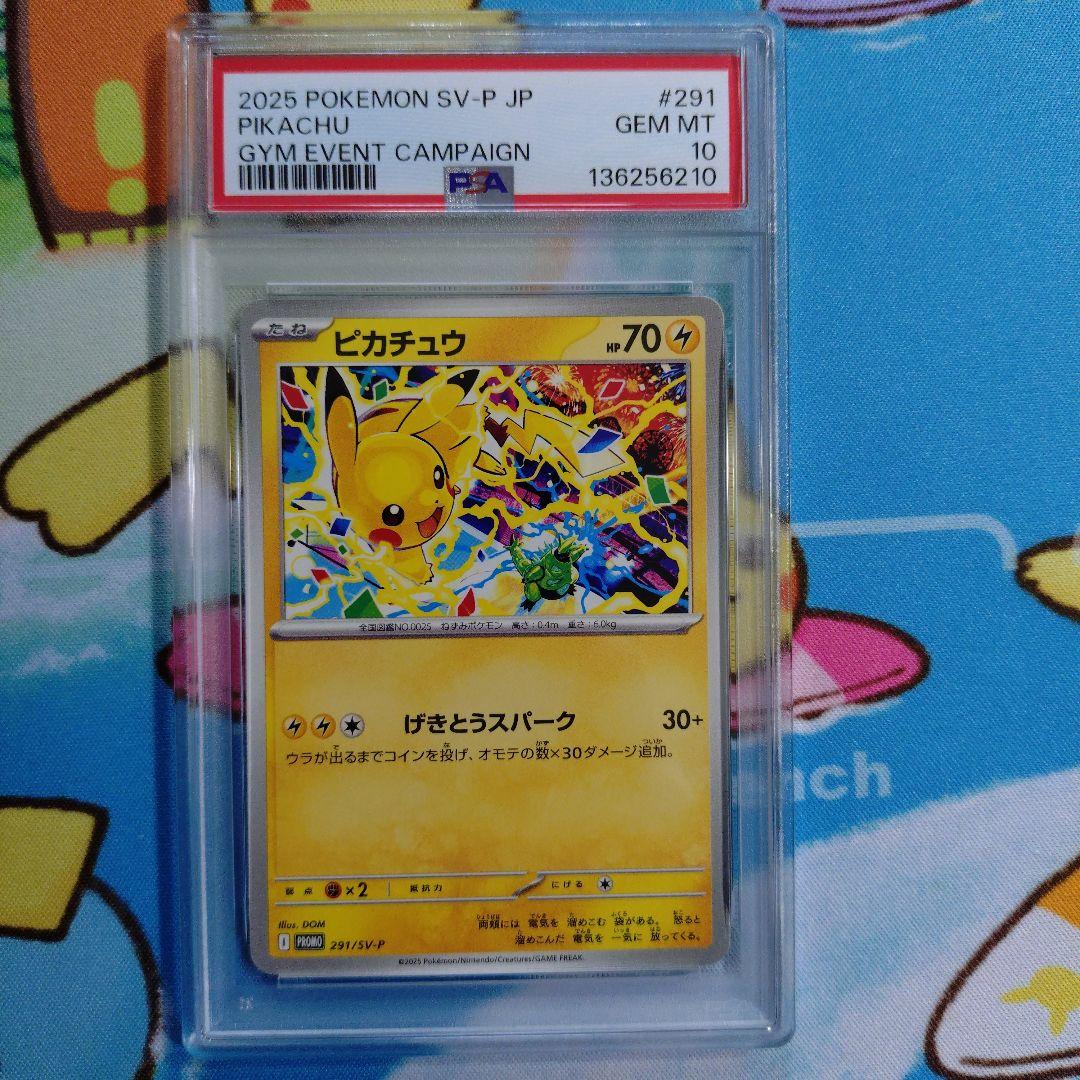 2025 POKEMON SV-P JP #291
PIKACHU GEM MT
GYM EVENT CAMPAIGN 10
PSA 136256210
たね ピカチュウ HP70
全国図鑑NO.0025 ねずみポケモン 高さ:0.4m 重さ:6.0kg
げきとうスパーク 30+
ウラが出るまでコインを投げ、オモテの数×30ダメージ追加。
nch
弱点 ×2 抵抗力 にげる
Illus. DOM
両頬には 電気を 溜めこむ 袋がある。 怒ると
溜めこんだ 電気を 一気に 放ってくる。
I PROMO 291/SV-P
©2025 Pokémon/Nintendo/Creatures/GAME FREAK.